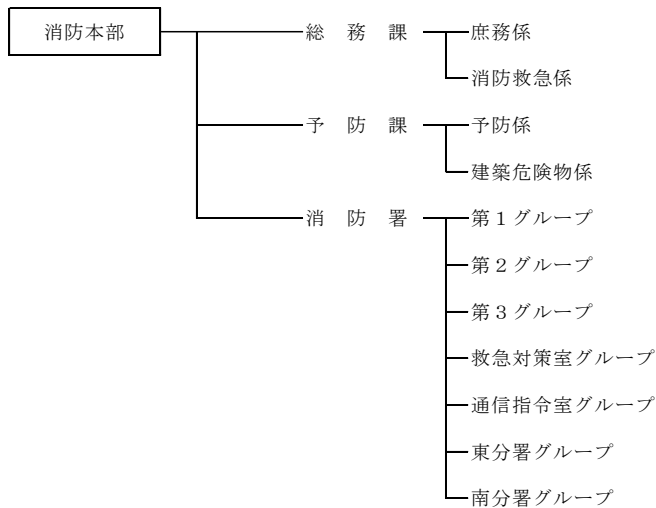 消防本部
総務課
庶務係
消防救急係
予防課
予防係
建築危険物係
消防署
第１グループ
第２グループ
第３グループ
救急対策室グループ
通信指令室グループ
東分署グループ
南分署グループ